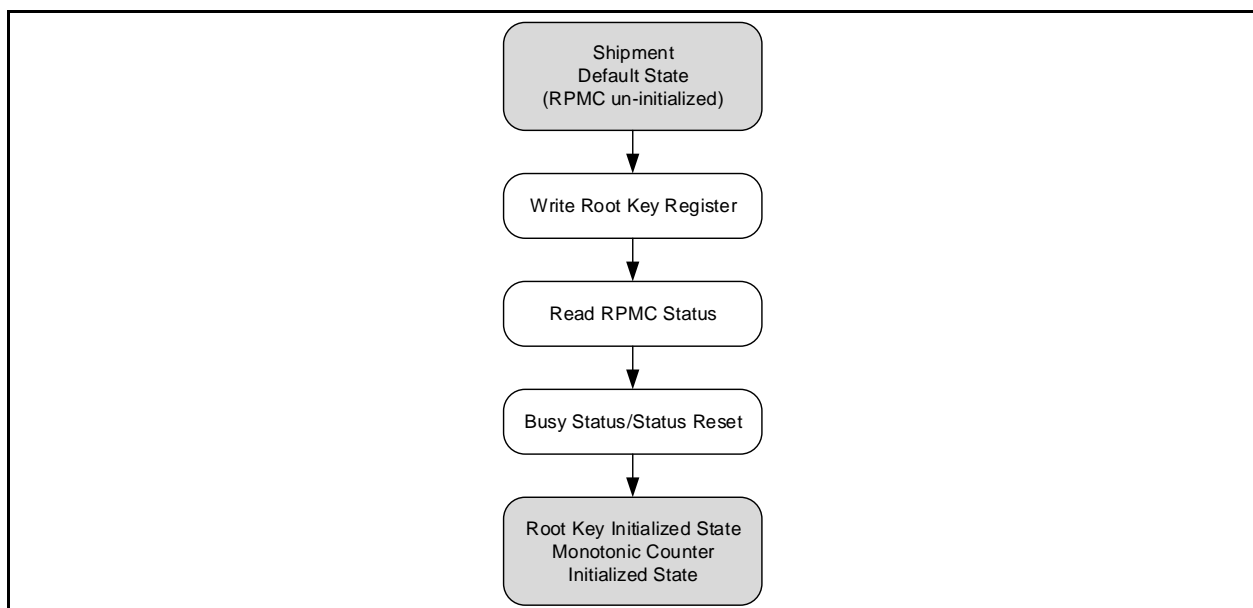 Shipment
Default State
(RPMC un-initialized)
Write Root Key Register
Read RPMC Status
Busy Status/Status Reset
Root Key Initialized State
Monotonic Counter
Initialized State